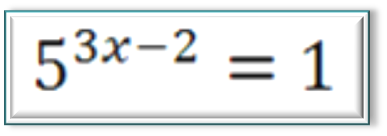 5^{3x-2} = 1